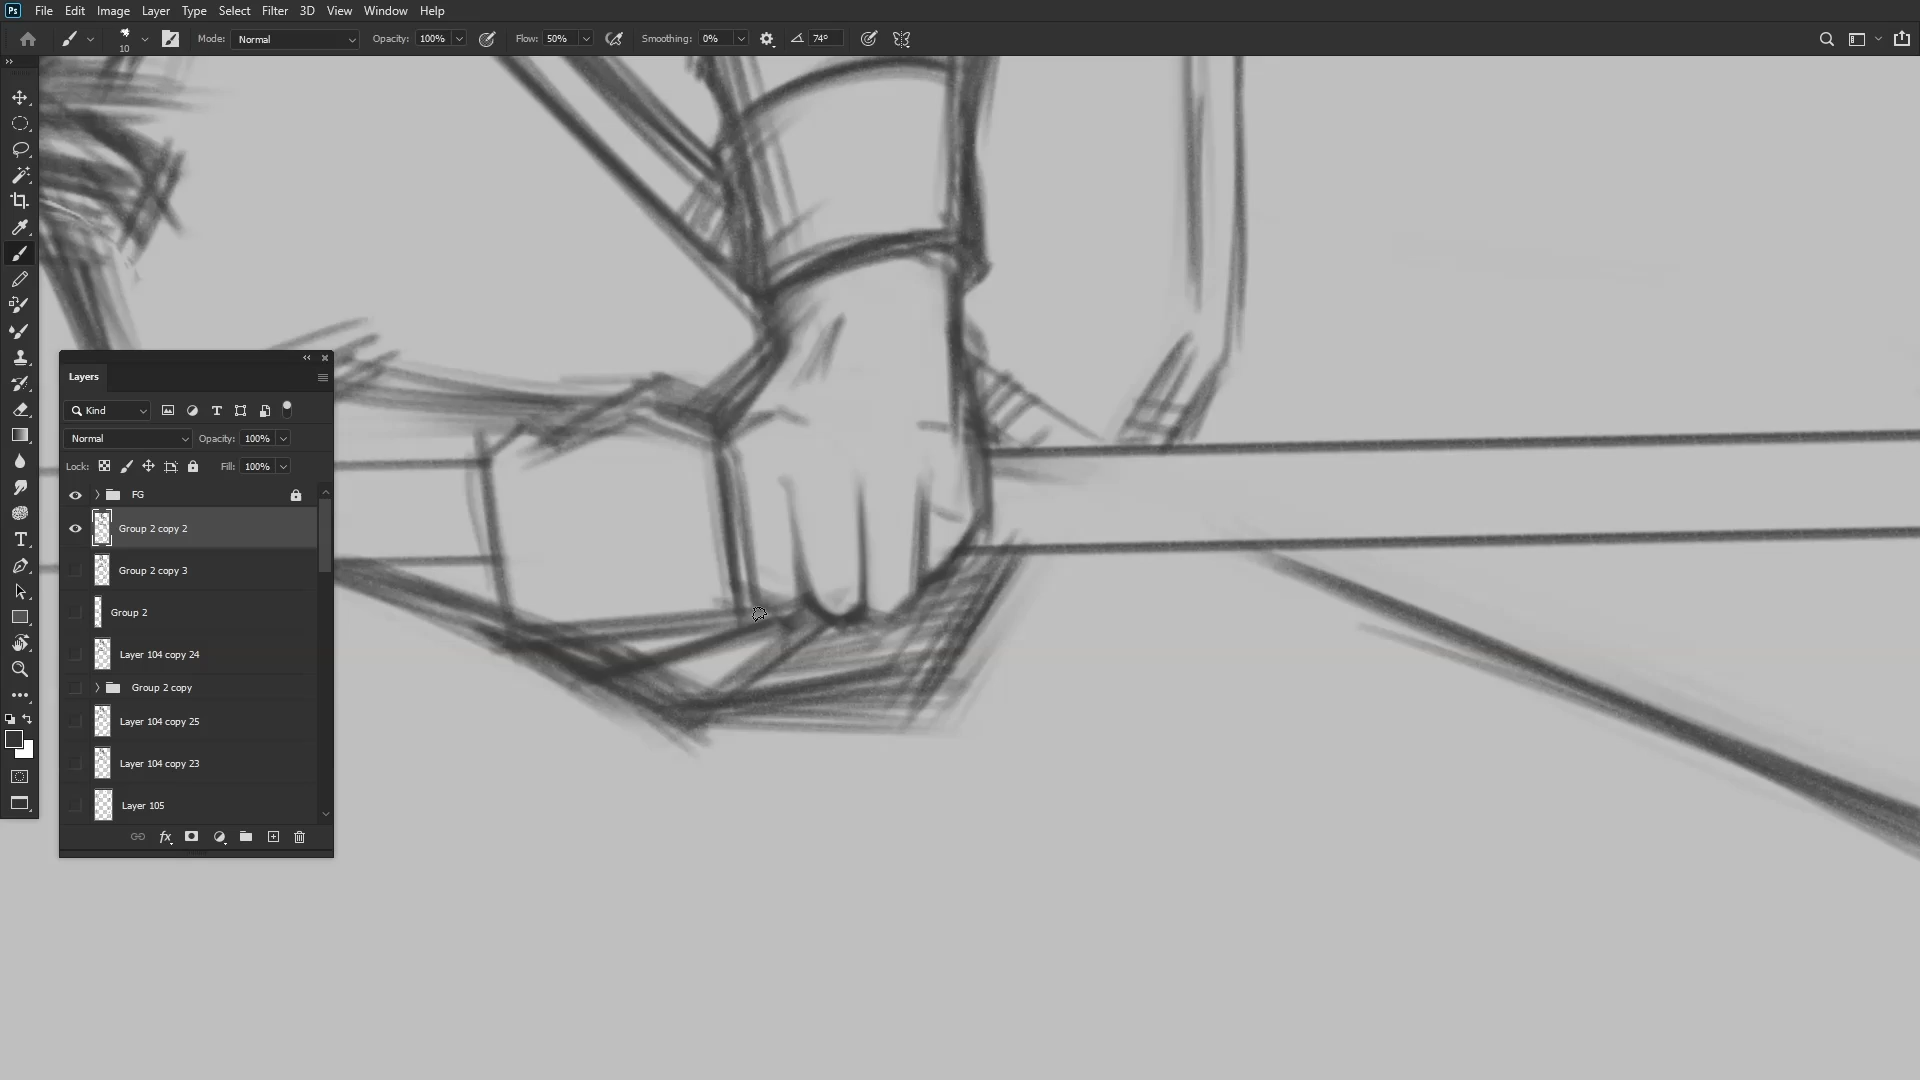 Ps File Edit Image Layer Type Select Filter 3D View Window Help
10 Mode: Normal Opacity: 100% Flow: 50% Smoothing: 0% 74°
Layers
Kind
Normal Opacity: 100%
Lock: Fill: 100%
FG
Group 2 copy 2
Group 2 copy 3
Group 2
Layer 104 copy 24
Group 2 copy
Layer 104 copy 25
Layer 104 copy 23
Layer 105
fx